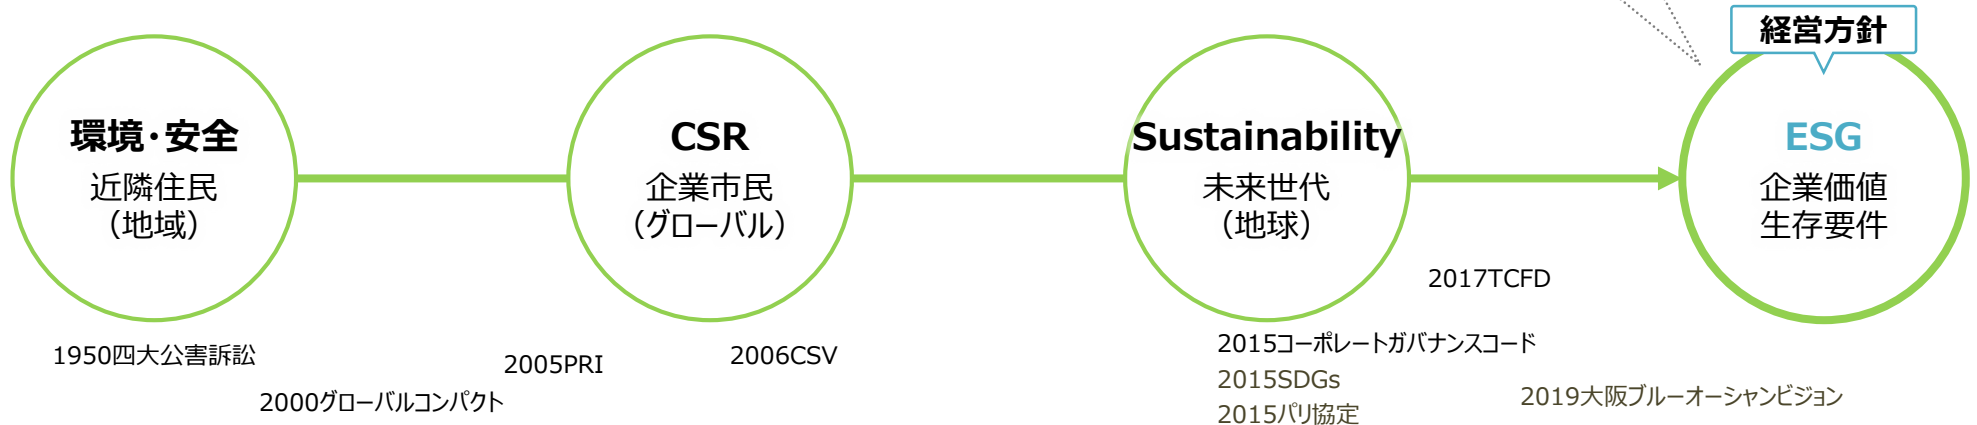 経営方針
環境・安全
近隣住民
（地域）
CSR
企業市民
（グローバル）
Sustainability
未来世代
（地球）
ESG
企業価値
生存要件
2017TCFD
1950四大公害訴訟
2000グローバルコンパクト
2005PRI
2006CSV
2015コーポレートガバナンスコード
2015SDGs
2015パリ協定
2019大阪ブルーオーシャンビジョン